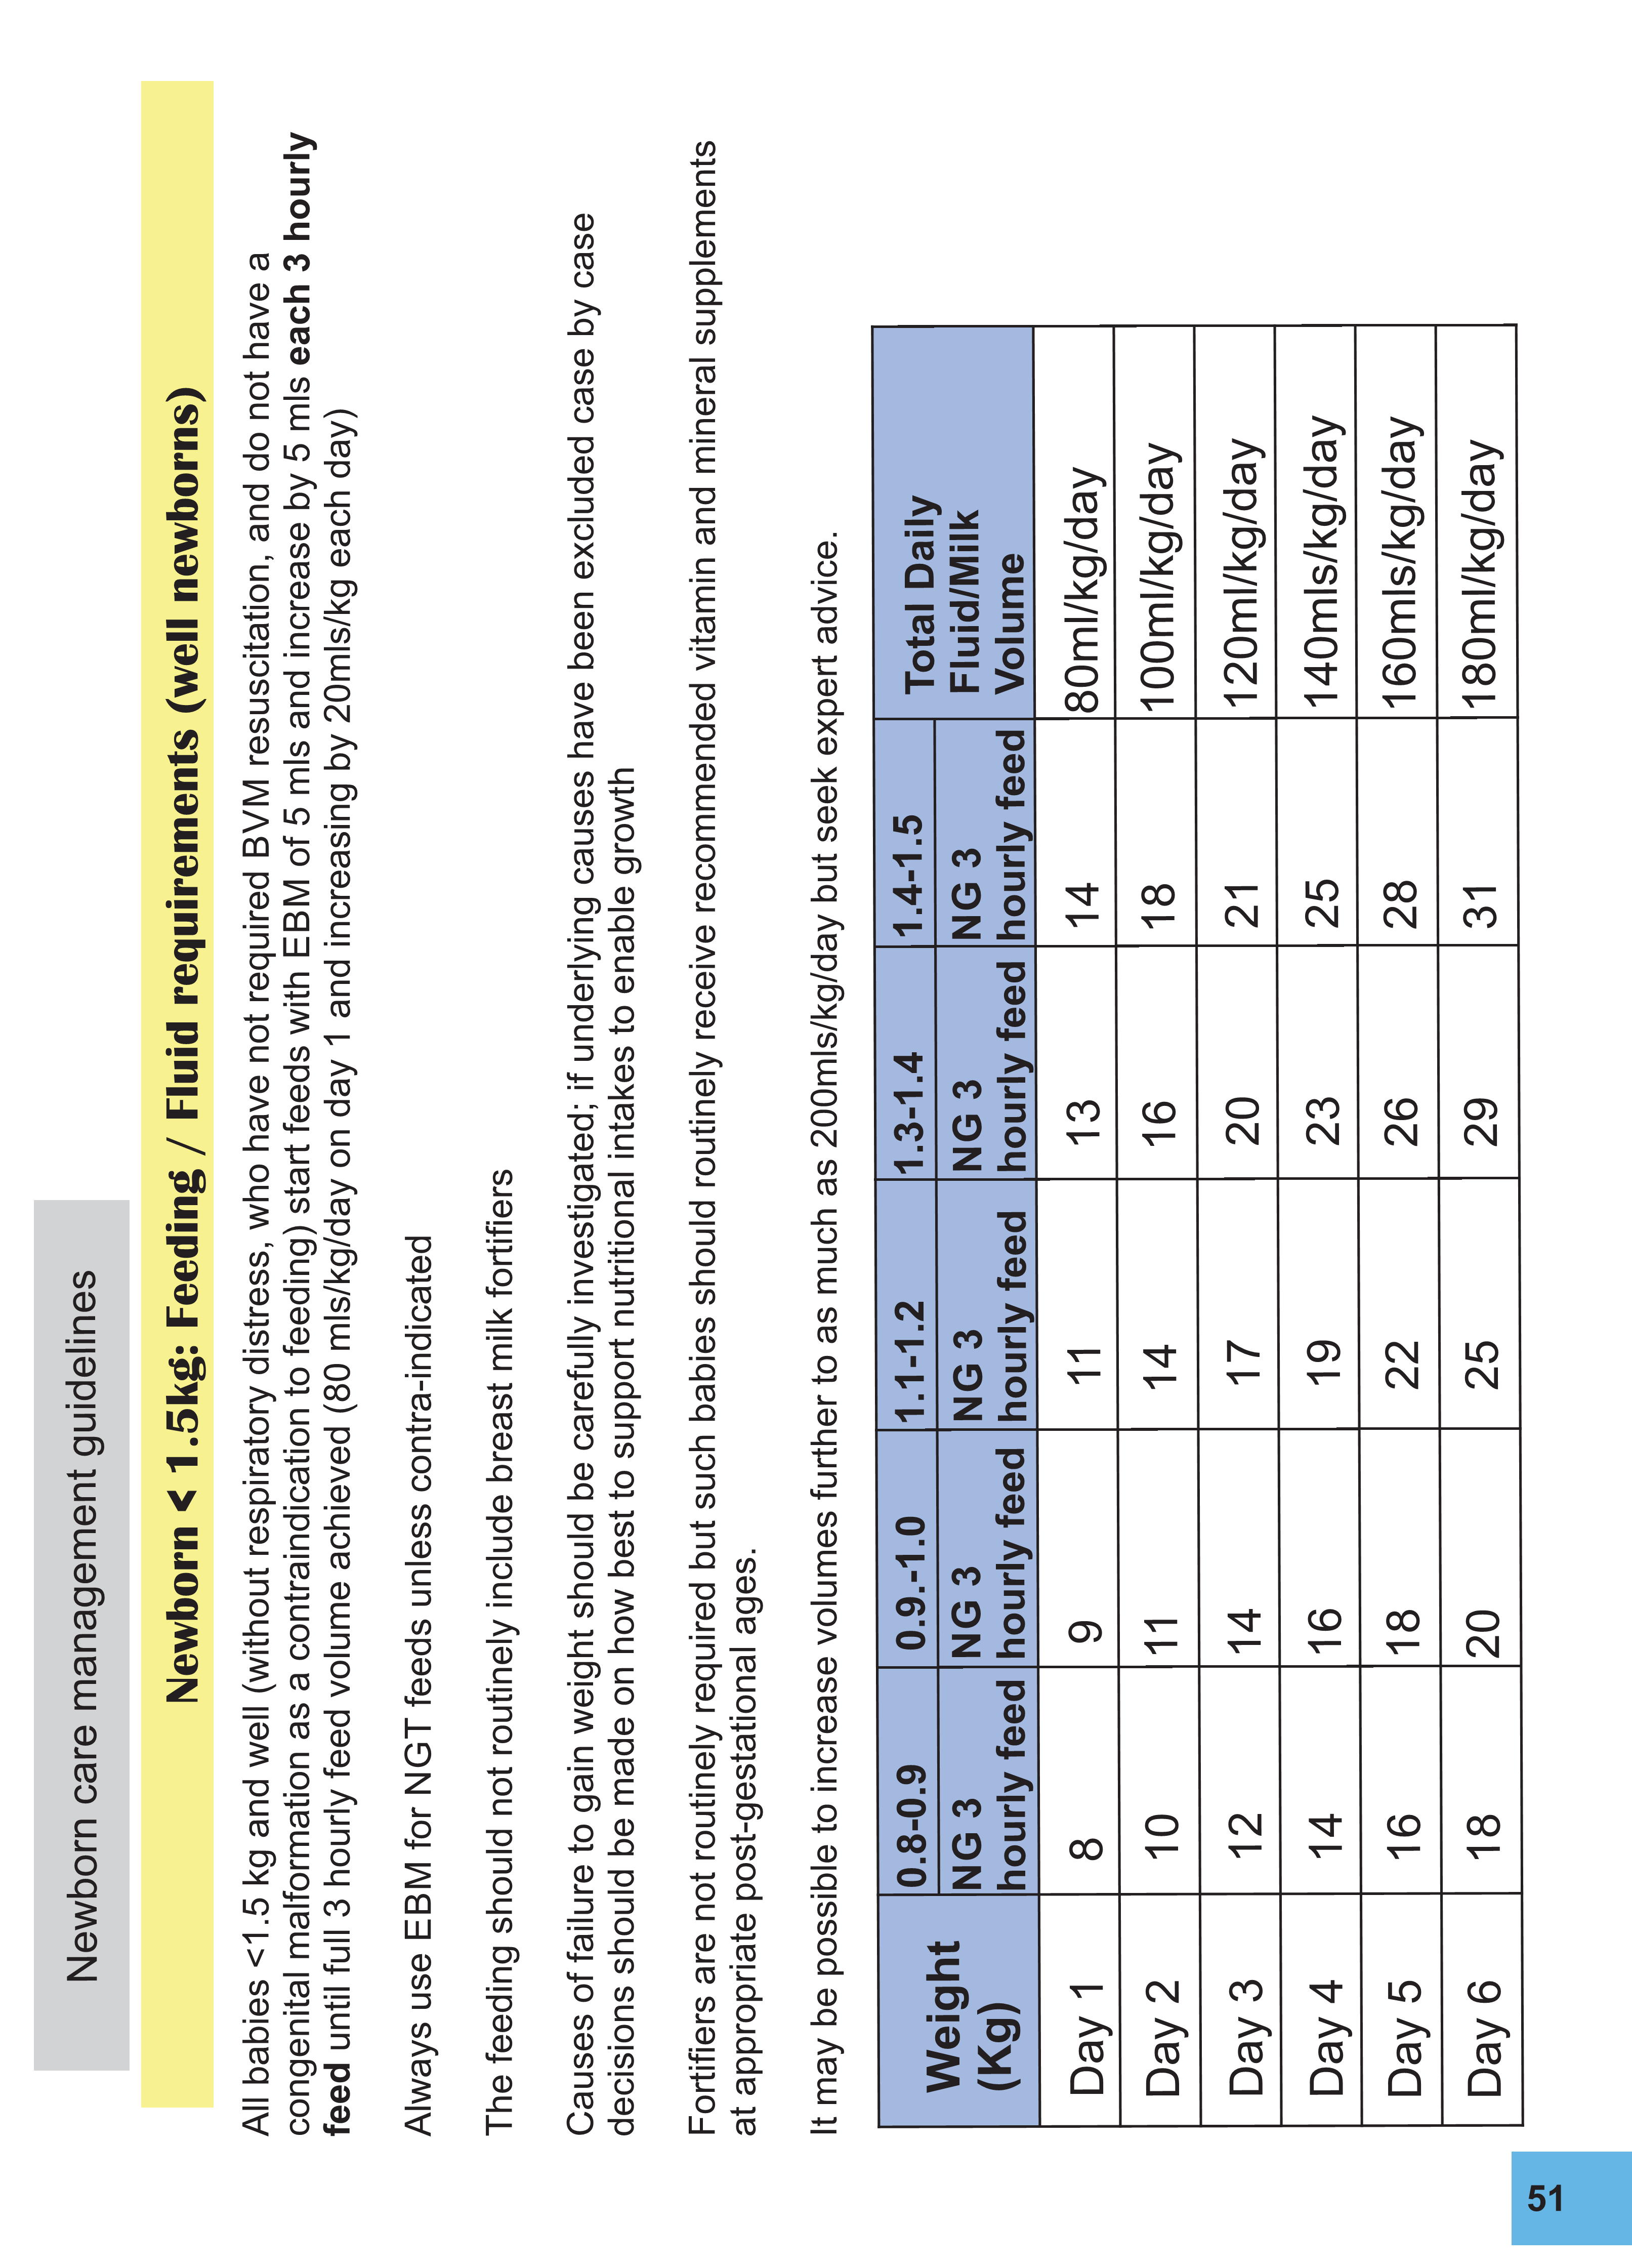 Newborn care management guidelines
Newborn < 1.5kg: Feeding / Fluid requirements (well newborns)
All babies <1.5 kg and well (without respiratory distress, who have not required BVM resuscitation, and do not have a
congenital malformation as a contraindication to feeding) start feeds with EBM of 5 mls and increase by 5 mls each 3 hourly
feed until full 3 hourly feed volume achieved (80 mls/kg/day on day 1 and increasing by 20mls/kg each day)
Always use EBM for NGT feeds unless contra-indicated
The feeding should not routinely include breast milk fortifiers
Causes of failure to gain weight should be carefully investigated; if underlying causes have been excluded case by case
decisions should be made on how best to support nutritional intakes to enable growth
Fortifiers are not routinely required but such babies should routinely receive recommended vitamin and mineral supplements
at appropriate post-gestational ages.
It may be possible to increase volumes further to as much as 200mls/kg/day but seek expert advice.
Weight (Kg) 0.8-0.9 0.9.-1.0 1.1-1.2 1.3-1.4 1.4-1.5 Total Daily Fluid/Milk Volume
NG 3 hourly feed NG 3 hourly feed NG 3 hourly feed NG 3 hourly feed NG 3 hourly feed
Day 1 8 9 11 13 14 80ml/kg/day
Day 2 10 11 14 16 18 100ml/kg/day
Day 3 12 14 17 20 21 120ml/kg/day
Day 4 14 16 19 23 25 140mls/kg/day
Day 5 16 18 22 26 28 160mls/kg/day
Day 6 18 20 25 29 31 180ml/kg/day
51